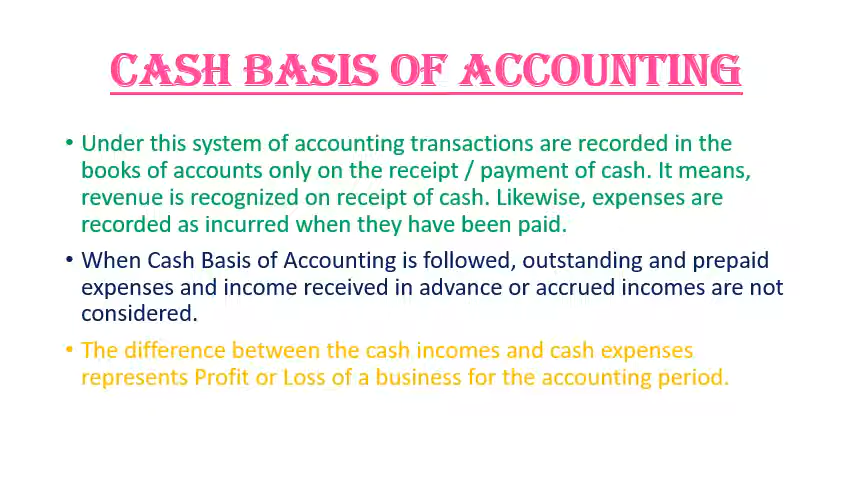 CASH BASIS OF ACCOUNTING
• Under this system of accounting transactions are recorded in the
books of accounts only on the receipt / payment of cash. It means,
revenue is recognized on receipt of cash. Likewise, expenses are
recorded as incurred when they have been paid.
• When Cash Basis of Accounting is followed, outstanding and prepaid
expenses and income received in advance or accrued incomes are not
considered.
• The difference between the cash incomes and cash expenses
represents Profit or Loss of a business for the accounting period.